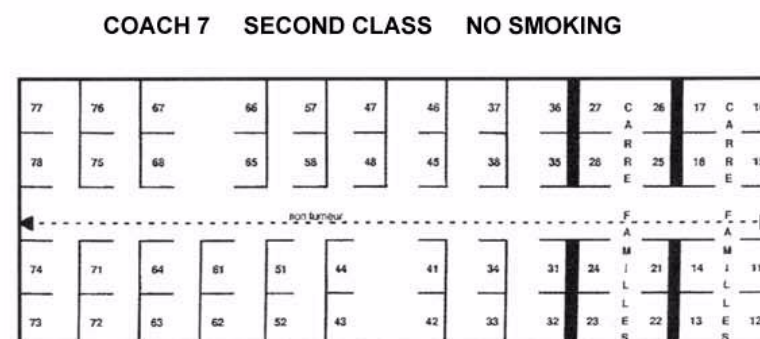 COACH 7 SECOND CLASS NO SMOKING
77 76 67 66 57 47 46 37 36 27 26 17
78 75 68 65 58 48 45 38 35 28 25 18
CARRE FAMILLES
CARRE FAMILLES
non fumeur
74 71 64 61 51 44 41 34 31 24 21 14 11
73 72 63 62 52 43 42 33 32 23 22 13 12